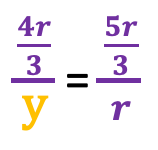 4r/3 / y = 5r/3 / r